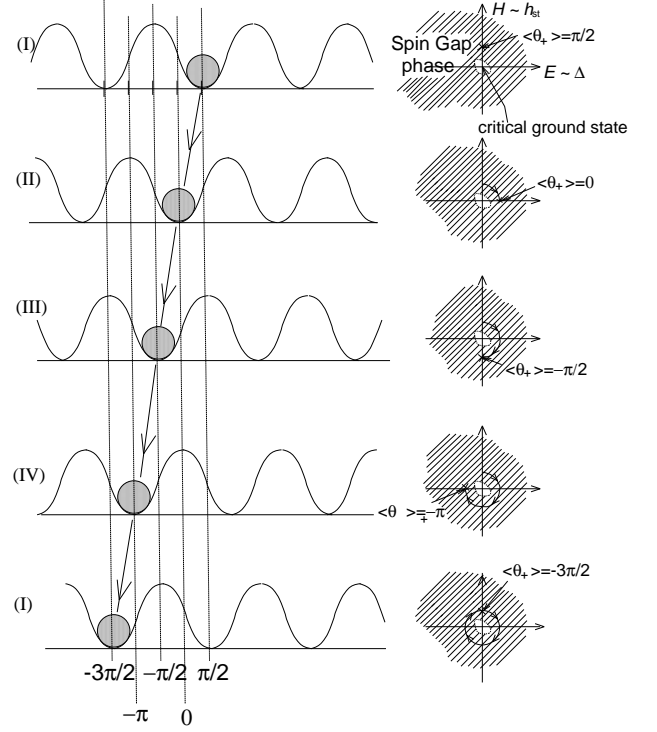 H ~ h_st
(I)
<θ+>=π/2
Spin Gap
phase
E ~ Δ
critical ground state
(II)
<θ+>=0
(III)
<θ+>=−π/2
(IV)
<θ+>=−π
(I)
<θ+>=-3π/2
-3π/2 −π/2 π/2
−π 0